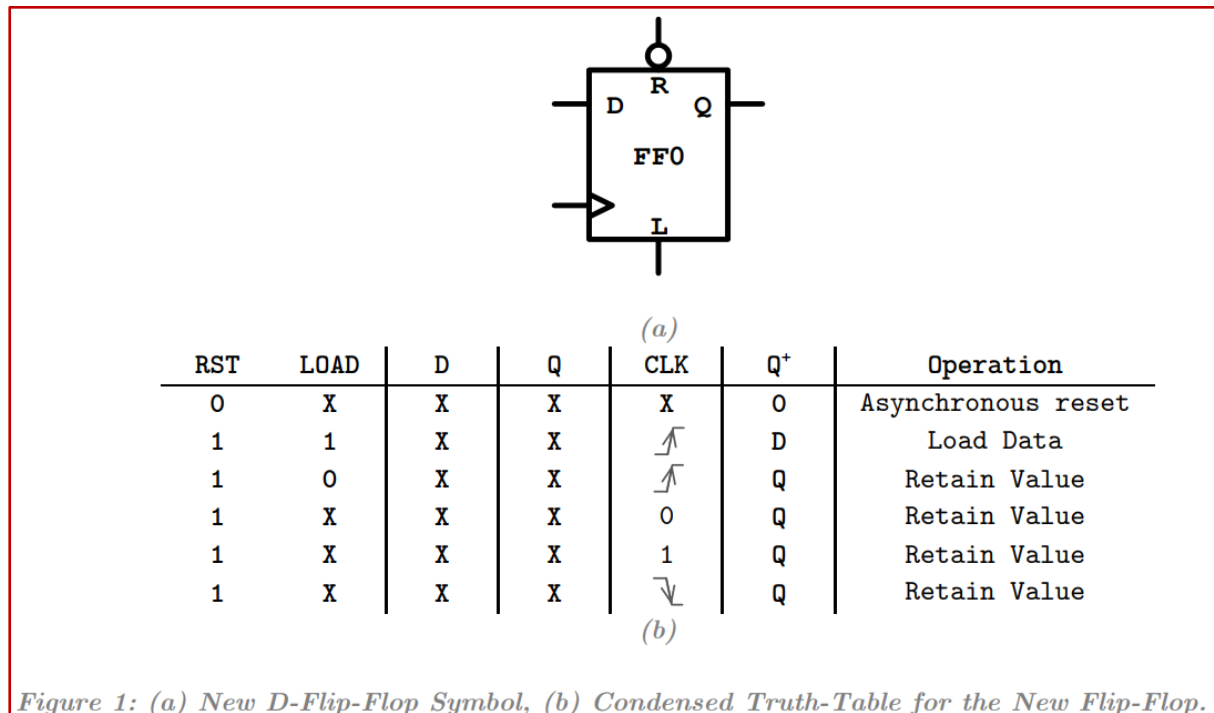 R
D Q
FF0
L
(a)
RST LOAD D Q CLK Q+ Operation
0 X X X X 0 Asynchronous reset
1 1 X X D Load Data
1 0 X X Q Retain Value
1 X X X 0 Q Retain Value
1 X X X 1 Q Retain Value
1 X X X Q Retain Value
(b)
Figure 1: (a) New D-Flip-Flop Symbol, (b) Condensed Truth-Table for the New Flip-Flop.